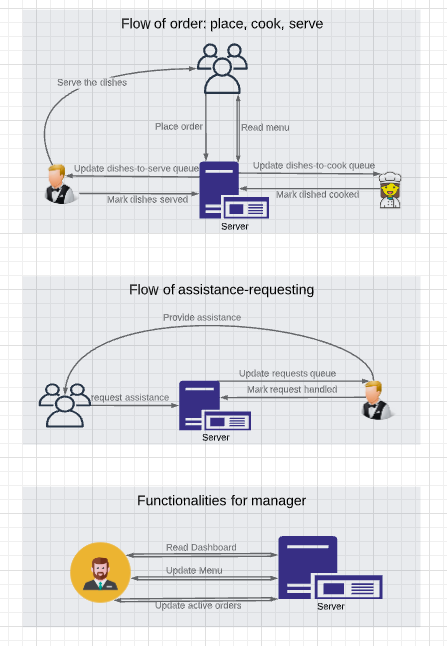 Flow of order: place, cook, serve
Serve the dishes
Place order
Read menu
Update dishes-to-serve queue
Update dishes-to-cook queue
Mark dishes served
Mark dished cooked
Server
Flow of assistance-requesting
Provide assistance
Update requests queue
Mark request handled
request assistance
Server
Functionalities for manager
Read Dashboard
Update Menu
Update active orders
Server